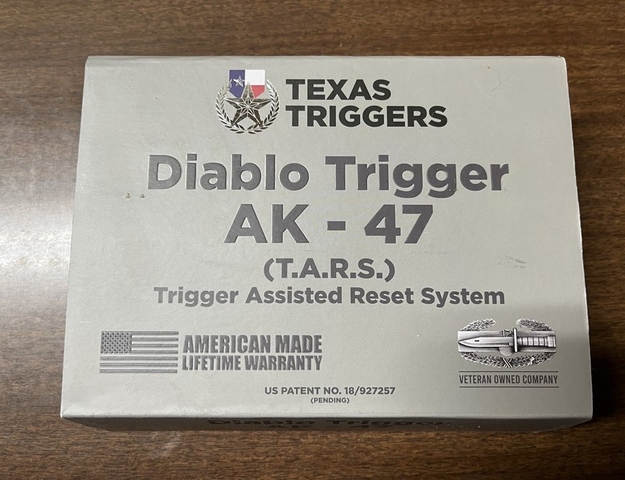 TEXAS
TRIGGERS
Diablo Trigger
AK - 47
(T.A.R.S.)
Trigger Assisted Reset System
AMERICAN MADE
LIFETIME WARRANTY
VETERAN OWNED COMPANY
US PATENT NO. 18/927257
(PENDING)
Diablo Trigger